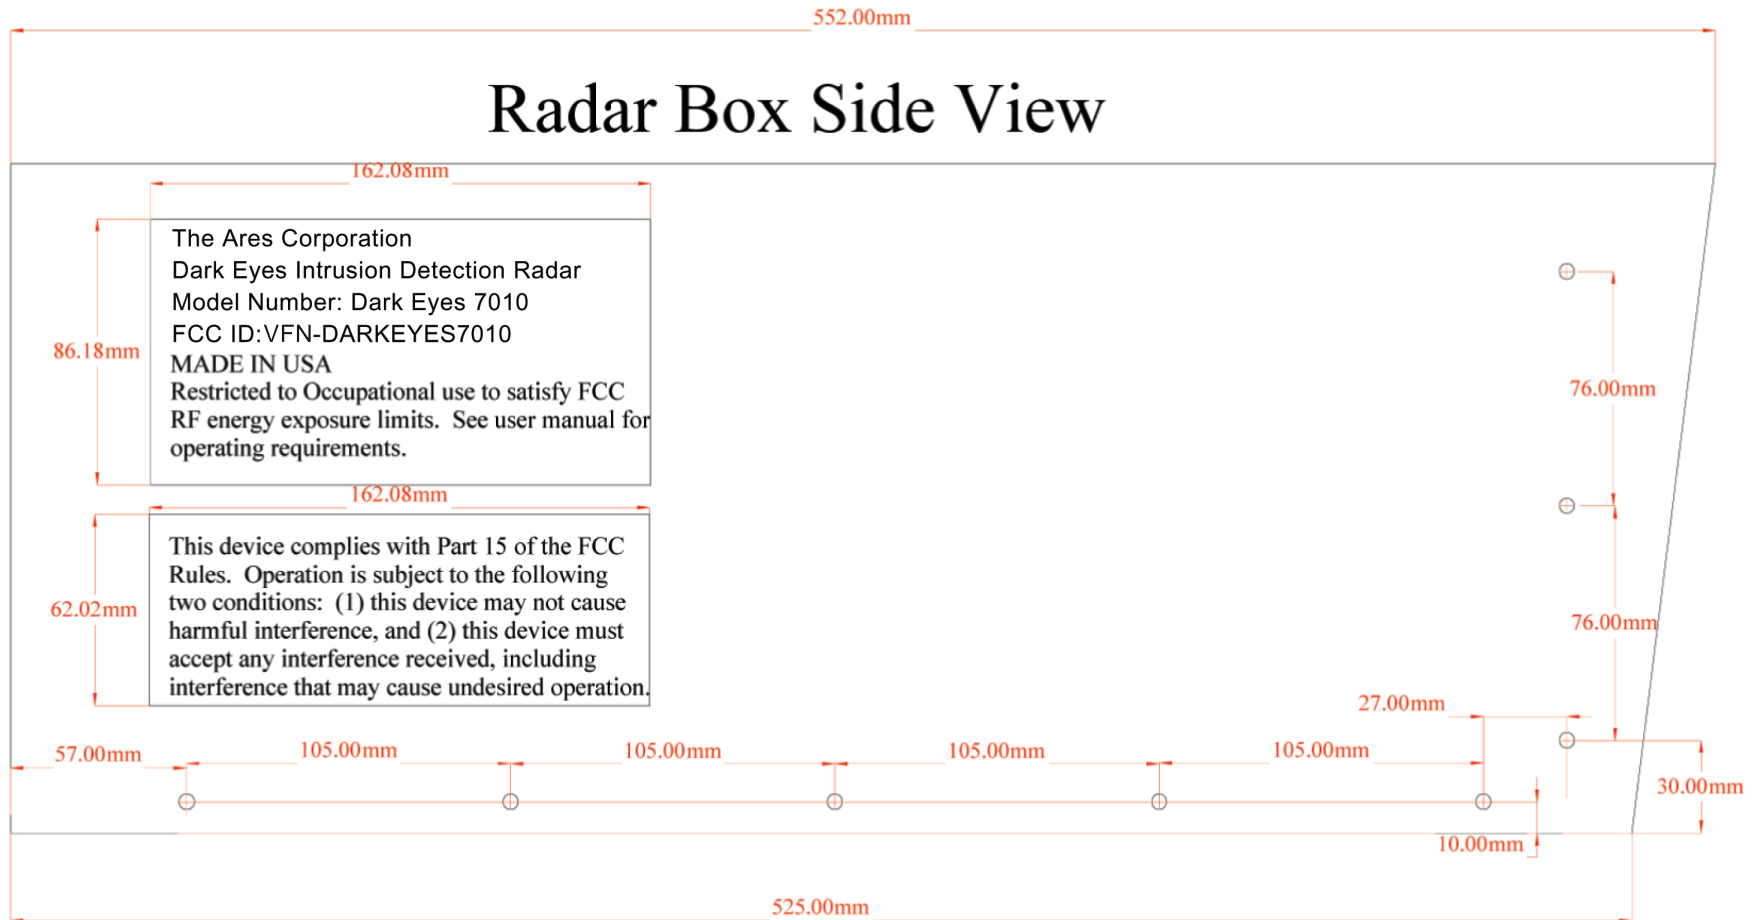 552.00mm
Radar Box Side View
162.08mm
The Ares Corporation
Dark Eyes Intrusion Detection Radar
Model Number: Dark Eyes 7010
FCC ID:VFN-DARKEYES7010
MADE IN USA
Restricted to Occupational use to satisfy FCC
RF energy exposure limits.  See user manual for
operating requirements.
86.18mm
76.00mm
162.08mm
This device complies with Part 15 of the FCC
Rules.  Operation is subject to the following
two conditions:  (1) this device may not cause
harmful interference, and (2) this device must
accept any interference received, including
interference that may cause undesired operation.
62.02mm
76.00mm
27.00mm
57.00mm
105.00mm
105.00mm
105.00mm
105.00mm
30.00mm
10.00mm
525.00mm